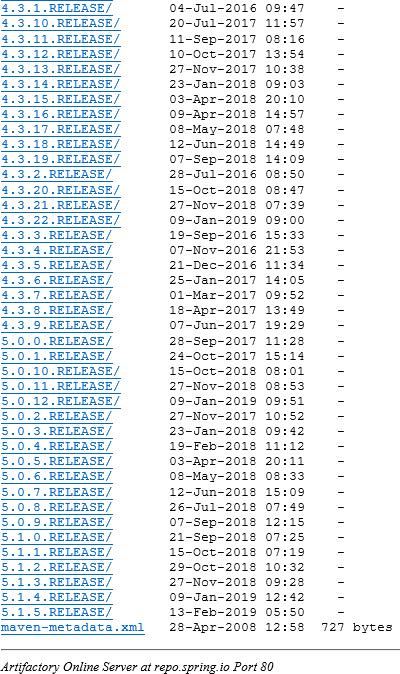 4.3.1.RELEASE/ 04-Jul-2016 09:47 -
4.3.10.RELEASE/ 20-Jul-2017 11:57 -
4.3.11.RELEASE/ 11-Sep-2017 08:16 -
4.3.12.RELEASE/ 10-Oct-2017 13:54 -
4.3.13.RELEASE/ 27-Nov-2017 10:38 -
4.3.14.RELEASE/ 23-Jan-2018 09:03 -
4.3.15.RELEASE/ 03-Apr-2018 20:10 -
4.3.16.RELEASE/ 09-Apr-2018 14:57 -
4.3.17.RELEASE/ 08-May-2018 07:48 -
4.3.18.RELEASE/ 12-Jun-2018 14:49 -
4.3.19.RELEASE/ 07-Sep-2018 14:09 -
4.3.2.RELEASE/ 28-Jul-2016 08:50 -
4.3.20.RELEASE/ 15-Oct-2018 08:47 -
4.3.21.RELEASE/ 27-Nov-2018 07:39 -
4.3.22.RELEASE/ 09-Jan-2019 09:00 -
4.3.3.RELEASE/ 19-Sep-2016 15:33 -
4.3.4.RELEASE/ 07-Nov-2016 21:53 -
4.3.5.RELEASE/ 21-Dec-2016 11:34 -
4.3.6.RELEASE/ 25-Jan-2017 14:05 -
4.3.7.RELEASE/ 01-Mar-2017 09:52 -
4.3.8.RELEASE/ 18-Apr-2017 13:49 -
4.3.9.RELEASE/ 07-Jun-2017 19:29 -
5.0.0.RELEASE/ 28-Sep-2017 11:28 -
5.0.1.RELEASE/ 24-Oct-2017 15:14 -
5.0.10.RELEASE/ 15-Oct-2018 08:01 -
5.0.11.RELEASE/ 27-Nov-2018 08:53 -
5.0.12.RELEASE/ 09-Jan-2019 09:51 -
5.0.2.RELEASE/ 27-Nov-2017 10:52 -
5.0.3.RELEASE/ 23-Jan-2018 09:42 -
5.0.4.RELEASE/ 19-Feb-2018 11:12 -
5.0.5.RELEASE/ 03-Apr-2018 20:11 -
5.0.6.RELEASE/ 08-May-2018 08:33 -
5.0.7.RELEASE/ 12-Jun-2018 15:09 -
5.0.8.RELEASE/ 26-Jul-2018 07:49 -
5.0.9.RELEASE/ 07-Sep-2018 12:15 -
5.1.0.RELEASE/ 21-Sep-2018 07:25 -
5.1.1.RELEASE/ 15-Oct-2018 07:19 -
5.1.2.RELEASE/ 29-Oct-2018 10:32 -
5.1.3.RELEASE/ 27-Nov-2018 09:28 -
5.1.4.RELEASE/ 09-Jan-2019 12:42 -
5.1.5.RELEASE/ 13-Feb-2019 05:50 -
maven-metadata.xml 28-Apr-2008 12:58 727 bytes
Artifactory Online Server at repo.spring.io Port 80